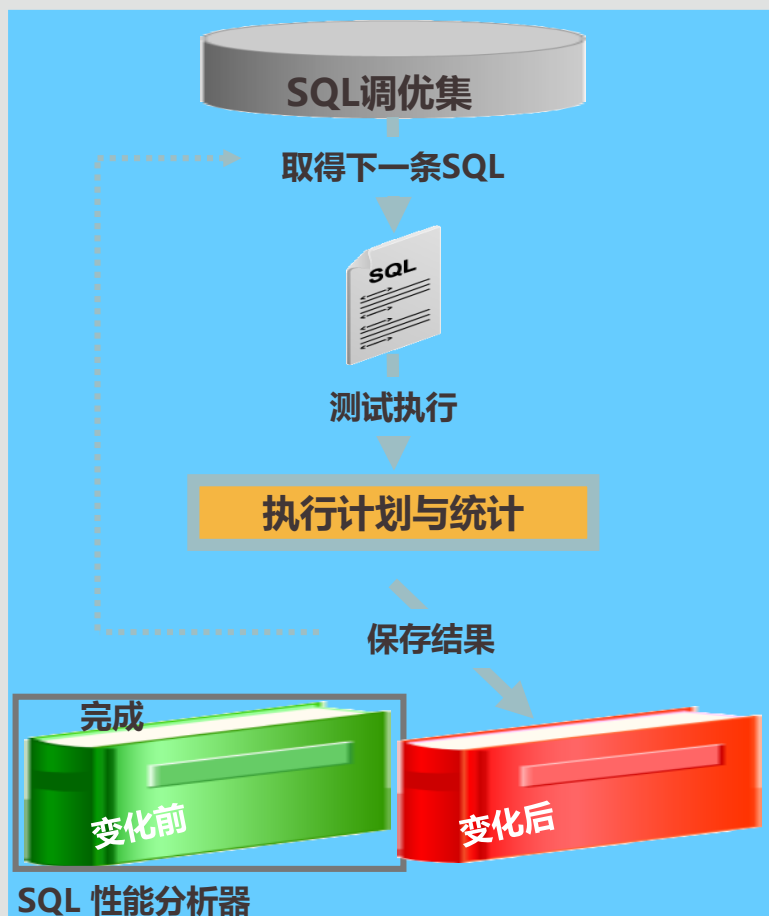 SQL调优集
取得下一条SQL
SQL
测试执行
执行计划与统计
保存结果
完成
变化前
变化后
SQL 性能分析器